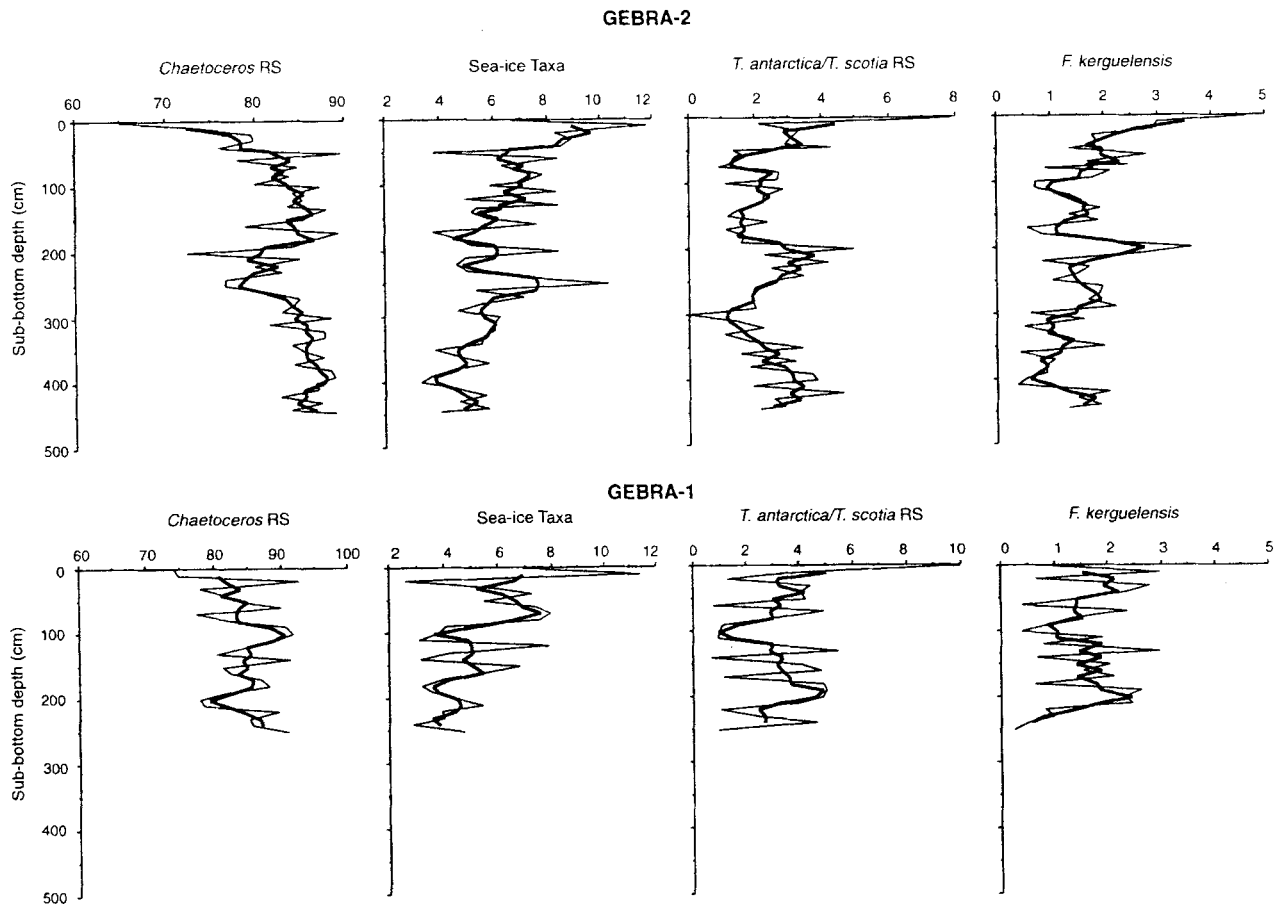 GEBRA-2
Chaetoceros RS
Sea-ice Taxa
T. antarctica/T. scotia RS
F. kerguelensis
60 70 80 90
2 4 6 8 10 12
0 2 4 6 8
0 1 2 3 4 5
Sub-bottom depth (cm)
0
100
200
300
400
500
GEBRA-1
Chaetoceros RS
Sea-ice Taxa
T. antarctica/T. scotia RS
F. kerguelensis
60 70 80 90 100
2 4 6 8 10 12
0 2 4 6 8 10
0 1 2 3 4 5
Sub-bottom depth (cm)
0
100
200
300
400
500